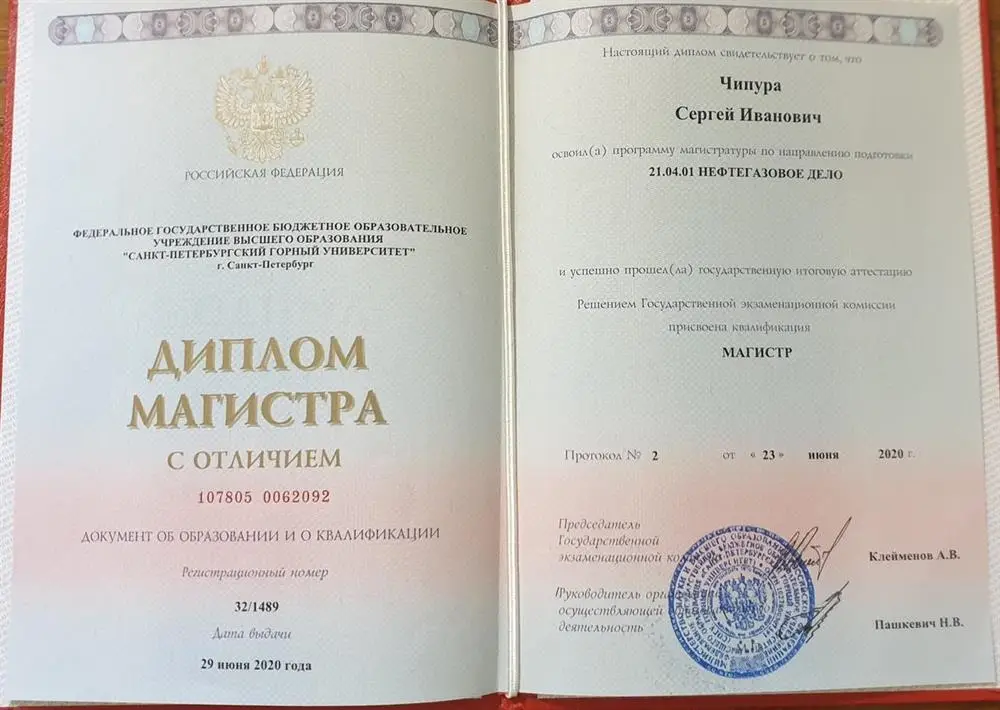 РОССИЙСКАЯ ФЕДЕРАЦИЯ
ФЕДЕРАЛЬНОЕ ГОСУДАРСТВЕННОЕ БЮДЖЕТНОЕ ОБРАЗОВАТЕЛЬНОЕ
УЧРЕЖДЕНИЕ ВЫСШЕГО ОБРАЗОВАНИЯ
"САНКТ-ПЕТЕРБУРГСКИЙ ГОРНЫЙ УНИВЕРСИТЕТ"
г. Санкт-Петербург
ДИПЛОМ
МАГИСТРА
С ОТЛИЧИЕМ
107805 0062092
ДОКУМЕНТ ОБ ОБРАЗОВАНИИ И О КВАЛИФИКАЦИИ
Регистрационный номер
32/1489
Дата выдачи
29 июня 2020 года
Настоящий диплом свидетельствует о том, что
Чипура
Сергей Иванович
освоил(а) программу магистратуры по направлению подготовки
21.04.01 НЕФТЕГАЗОВОЕ ДЕЛО
и успешно прошел(ла) государственную итоговую аттестацию
Решением Государственной экзаменационной комиссии
присвоена квалификация
МАГИСТР
Протокол № 2 от « 23 » июня 2020 г.
Председатель
Государственной
экзаменационной
Клейменов А.В.
Руководитель
осуществляющей
деятельность
Пашкевич Н.В.